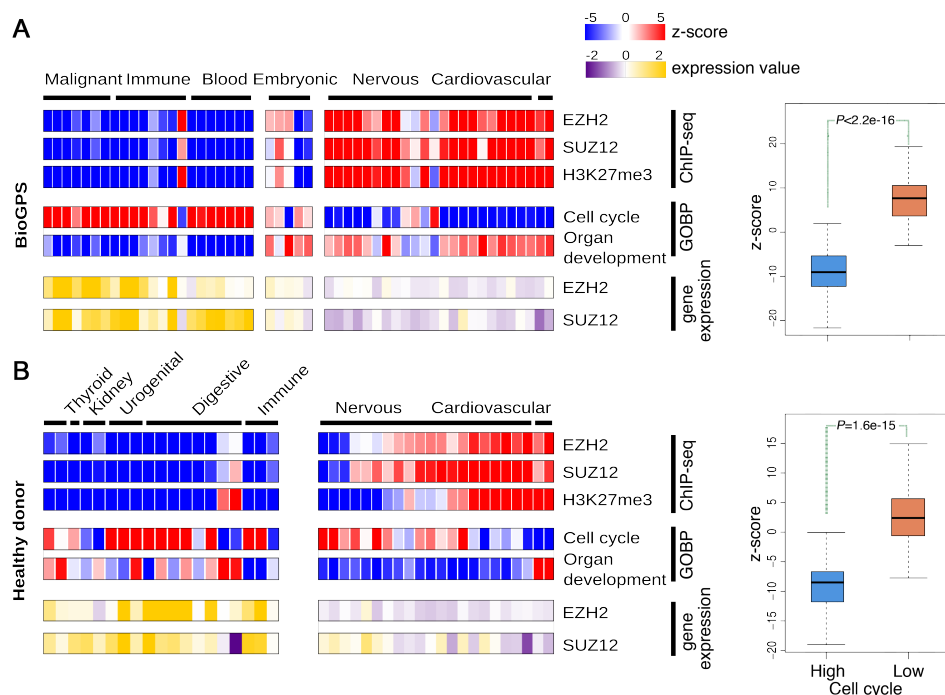 A
-5 0 5
z-score
-2 0 2
expression value
Malignant Immune Blood Embryonic Nervous Cardiovascular
BioGPS
EZH2
SUZ12
H3K27me3
ChIP-seq
Cell cycle
Organ
development
GOBP
EZH2
SUZ12
gene
expression
z-score
20
10
0
-10
-20
P<2.2e-16
B
Thyroid
Kidney
Urogenital
Digestive
Immune
Nervous Cardiovascular
Healthy donor
EZH2
SUZ12
H3K27me3
ChIP-seq
Cell cycle
Organ
development
GOBP
EZH2
SUZ12
gene
expression
z-score
15
10
5
0
-5
-10
-15
-20
P=1.6e-15
High Low
Cell cycle